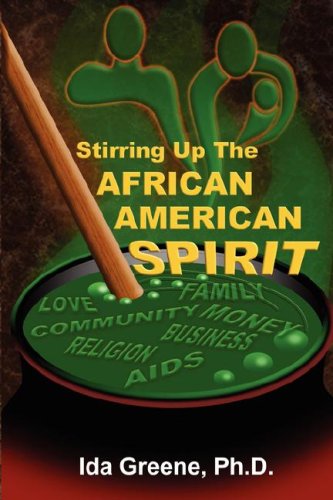 Stirring Up The
AFRICAN
AMERICAN
SPIRIT
LOVE
FAMILY
COMMUNITY
MONEY
BUSINESS
RELIGION
AIDS
Ida Greene, Ph.D.